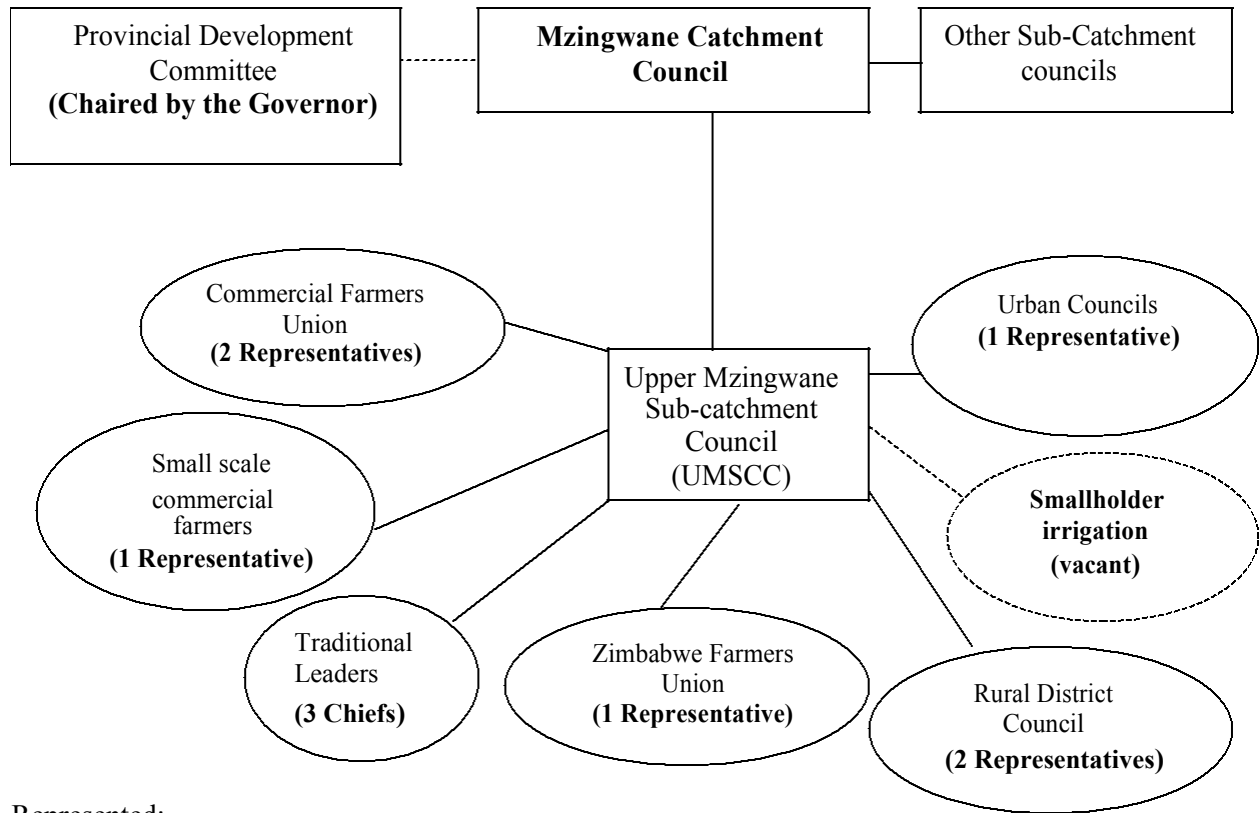 Provincial Development
Committee
(Chaired by the Governor)
Mzingwane Catchment
Council
Other Sub-Catchment
councils
Commercial Farmers
Union
(2 Representatives)
Urban Councils
(1 Representative)
Upper Mzingwane
Sub-catchment
Council
(UMSCC)
Small scale
commercial
farmers
(1 Representative)
Smallholder
irrigation
(vacant)
Traditional
Leaders
(3 Chiefs)
Zimbabwe Farmers
Union
(1 Representative)
Rural District
Council
(2 Representatives)
Represented: